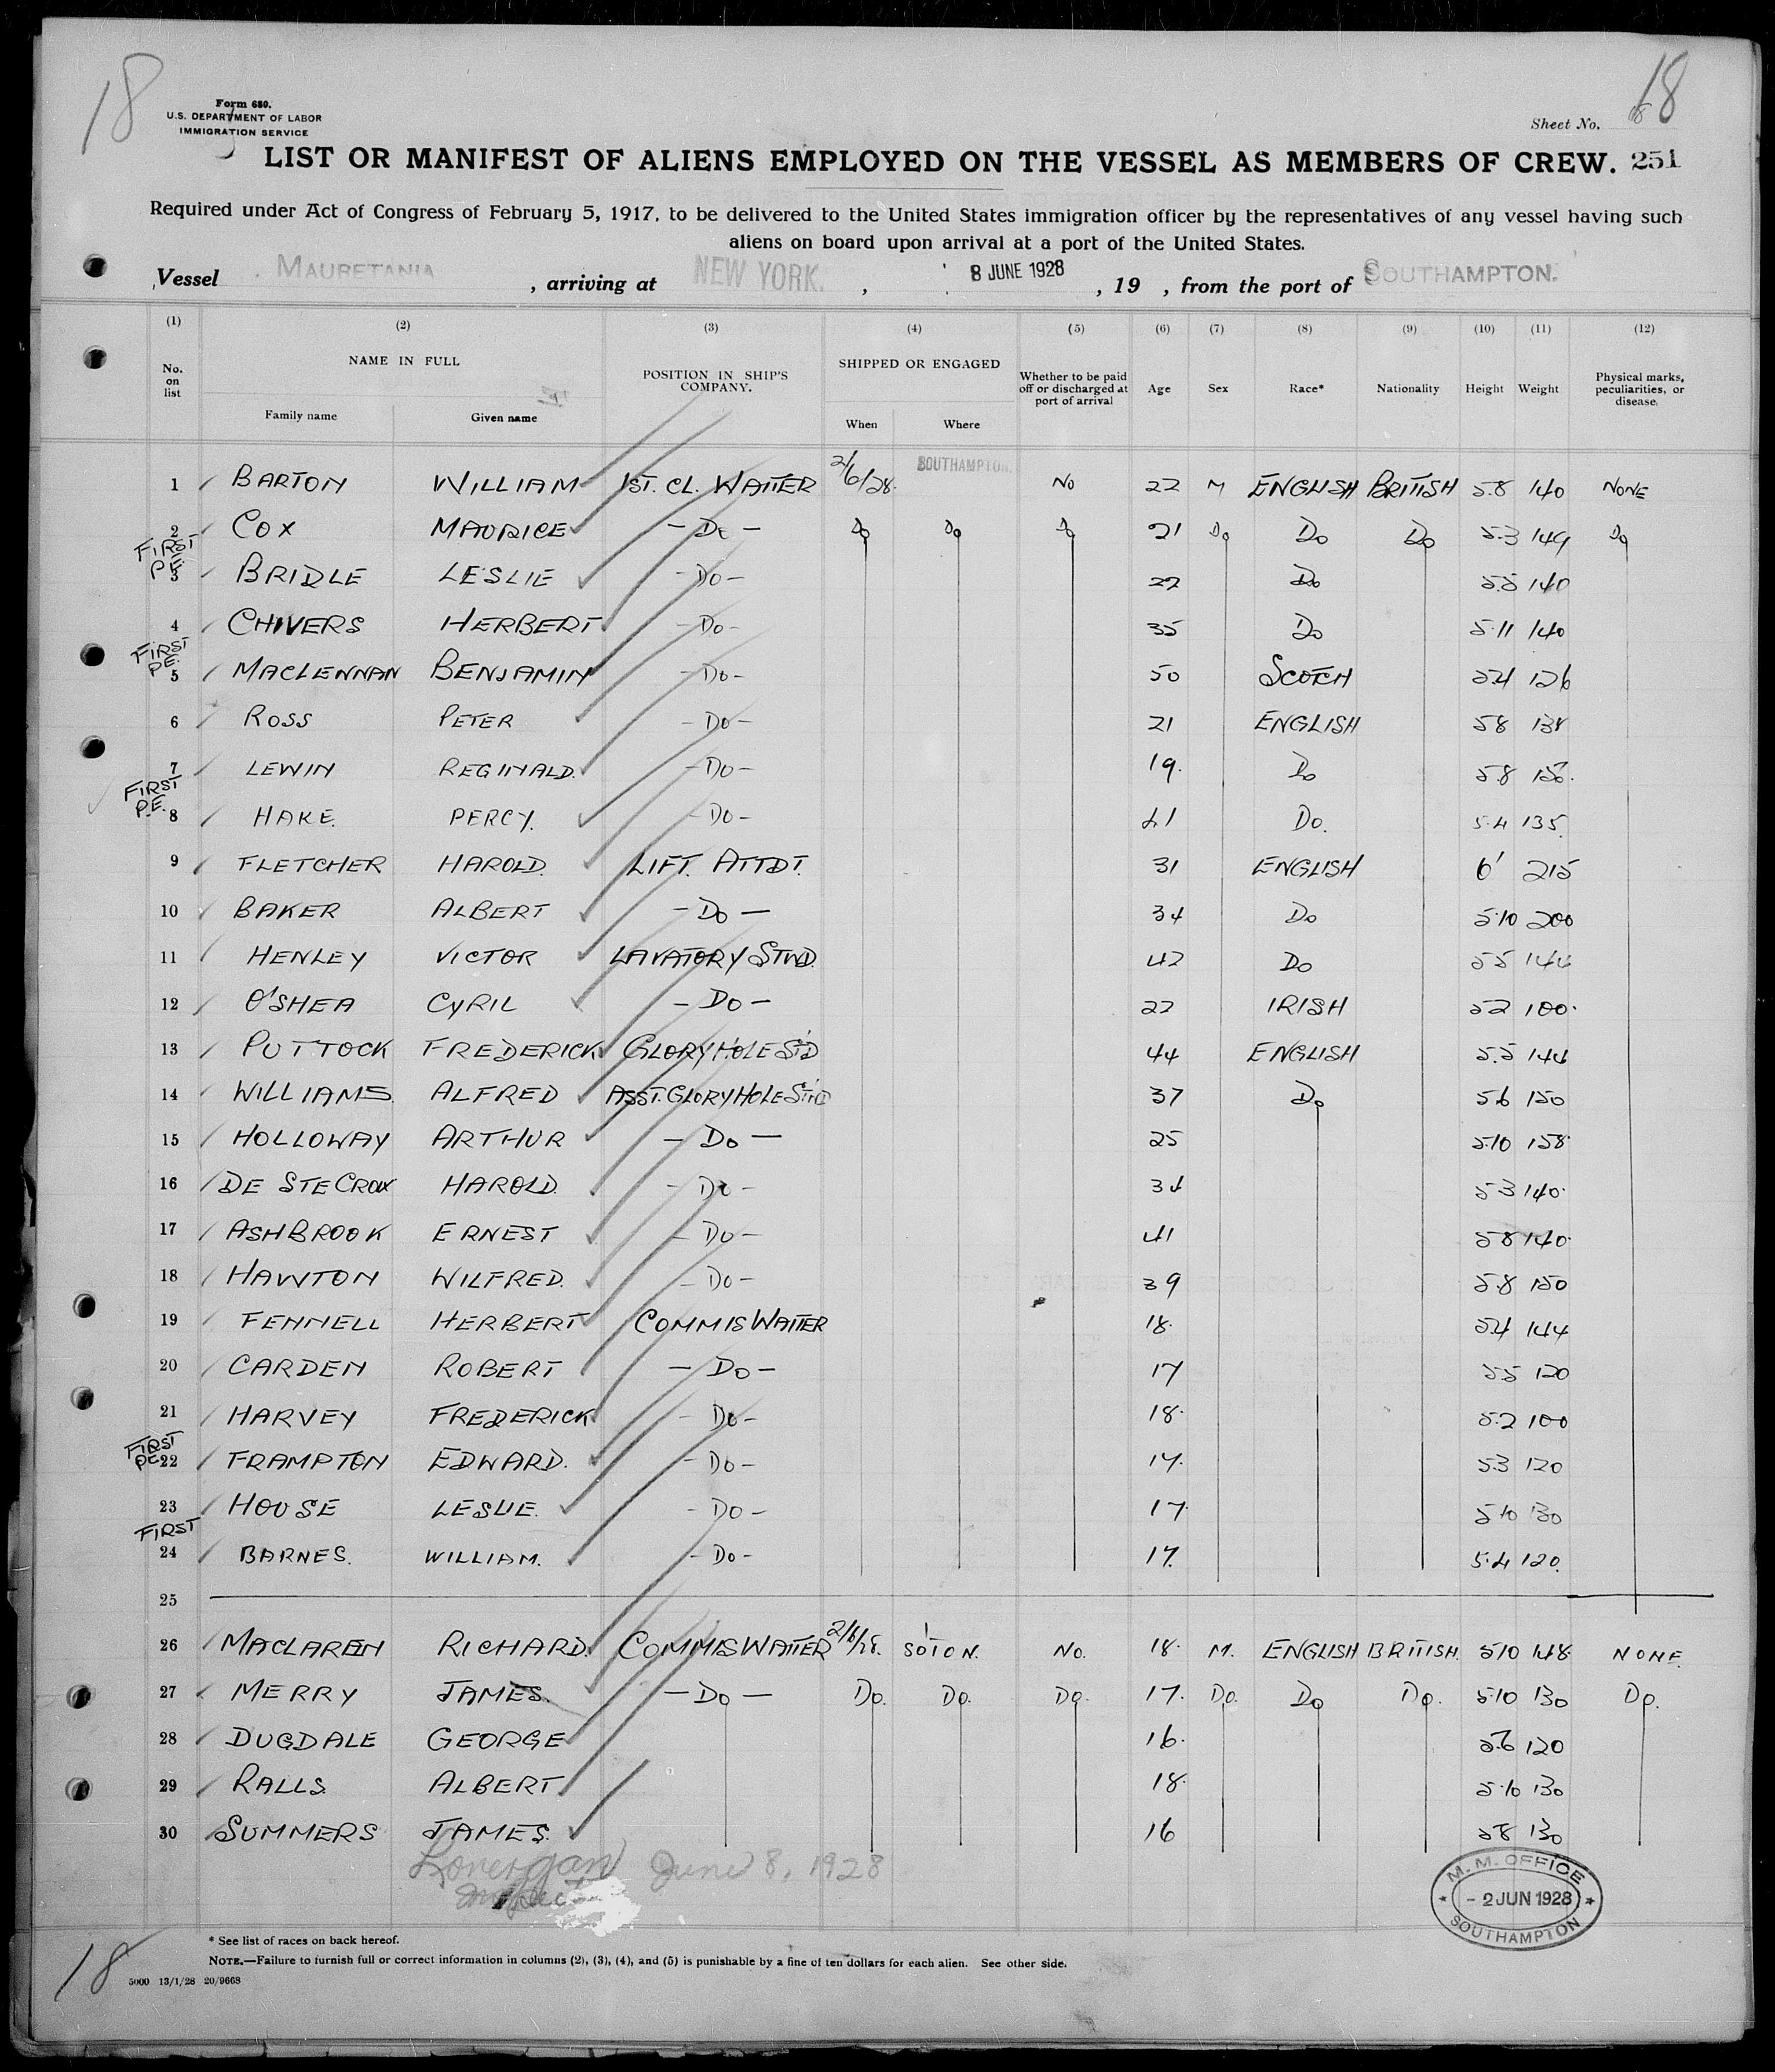 18
Form 680.
U.S. DEPARTMENT OF LABOR
IMMIGRATION SERVICE
Sheet No. 18
LIST OR MANIFEST OF ALIENS EMPLOYED ON THE VESSEL AS MEMBERS OF CREW. 251
Required under Act of Congress of February 5, 1917, to be delivered to the United States immigration officer by the representatives of any vessel having such
aliens on board upon arrival at a port of the United States.
Vessel MAURETANIA, arriving at NEW YORK, 8 JUNE 1928, 19 , from the port of SOUTHAMPTON.
(1) (2) (3) (4) (5) (6) (7) (8) (9) (10) (11) (12)
No. on list NAME IN FULL Family name Given name POSITION IN SHIP'S COMPANY. SHIPPED OR ENGAGED When Where Whether to be paid off or discharged at port of arrival Age Sex Race* Nationality Height Weight Physical marks, peculiarities, or disease.
1 BARTON WILLIAM 1ST. CL. WAITER 2/6/28. SOUTHAMPTON. NO 22 M ENGLISH BRITISH 5.8 140 NONE
2 COX MAURICE - Do - Do Do Do 21 Do Do Do 5.3 149 Do
FIRST P.E.
3 BRIDLE LESLIE - Do - 22 Do 5.5 140
4 CHIVERS HERBERT - Do - 35 Do 5.11 140
FIRST P.E.
5 MACLENNAN BENJAMIN - Do - 50 SCOTCH 5.4 126
6 ROSS PETER - Do - 21 ENGLISH 5.8 138
7 LEWIN REGINALD. - Do - 19. Do 5.8
FIRST P.E.
8 HAKE. PERCY. - Do - Do. 5.4 135.
9 FLETCHER HAROLD. LIFT. ATTDT. 31 ENGLISH 6' 215
10 BAKER ALBERT - Do - 34 Do 5.10 200
11 HENLEY VICTOR LAVATORY STWD. 42 Do 5.5 144
12 O'SHEA CYRIL - Do - 22 IRISH 5.2 100.
13 PUTTOCK FREDERICK GLORY HOLE ST'D 44 ENGLISH 5.5 144
14 WILLIAMS. ALFRED ASST. GLORY HOLE ST'D 37 Do 5.6 150
15 HOLLOWAY ARTHUR - Do - 25 5.10 158.
16 DE STE CROIX HAROLD. - Do - 34 5.3 140.
17 ASHBROOK ERNEST - Do - 41 5.8 140.
18 HAWTON WILFRED. - Do - 39 5.8 150
19 FENNELL HERBERT COMMIS WAITER 18. 5.4 144
20 CARDEN ROBERT - Do - 17 5.5 120
21 HARVEY FREDERICK - Do - 18. 5.2 100
FIRST P.E.
22 FRAMPTON EDWARD. - Do - 17. 5.3 120
23 HOUSE LESLIE. - Do - 17. 5.10 130
FIRST
24 BARNES. WILLIAM. - Do - 17. 5.4 120.
25
26 MACLAREN RICHARD. COMMIS WAITER 2/6/28. SO'TON. NO. 18. M. ENGLISH BRITISH. 5.10 148. NONE.
27 MERRY JAMES. - Do - Do. Do. Do. 17. Do. Do Do. 5.10 130 Do.
28 DUGDALE GEORGE 16. 5.6 120
29 RALLS. ALBERT 18. 5.10 130
30 SUMMERS JAMES. 16 5.8 130
Lonergan June 8, 1928
M. M. OFFICE
- 2 JUN 1928
SOUTHAMPTON
* See list of races on back hereof.
NOTE.—Failure to furnish full or correct information in columns (2), (3), (4), and (5) is punishable by a fine of ten dollars for each alien. See other side.
18
5000 13/1/28 20/9668